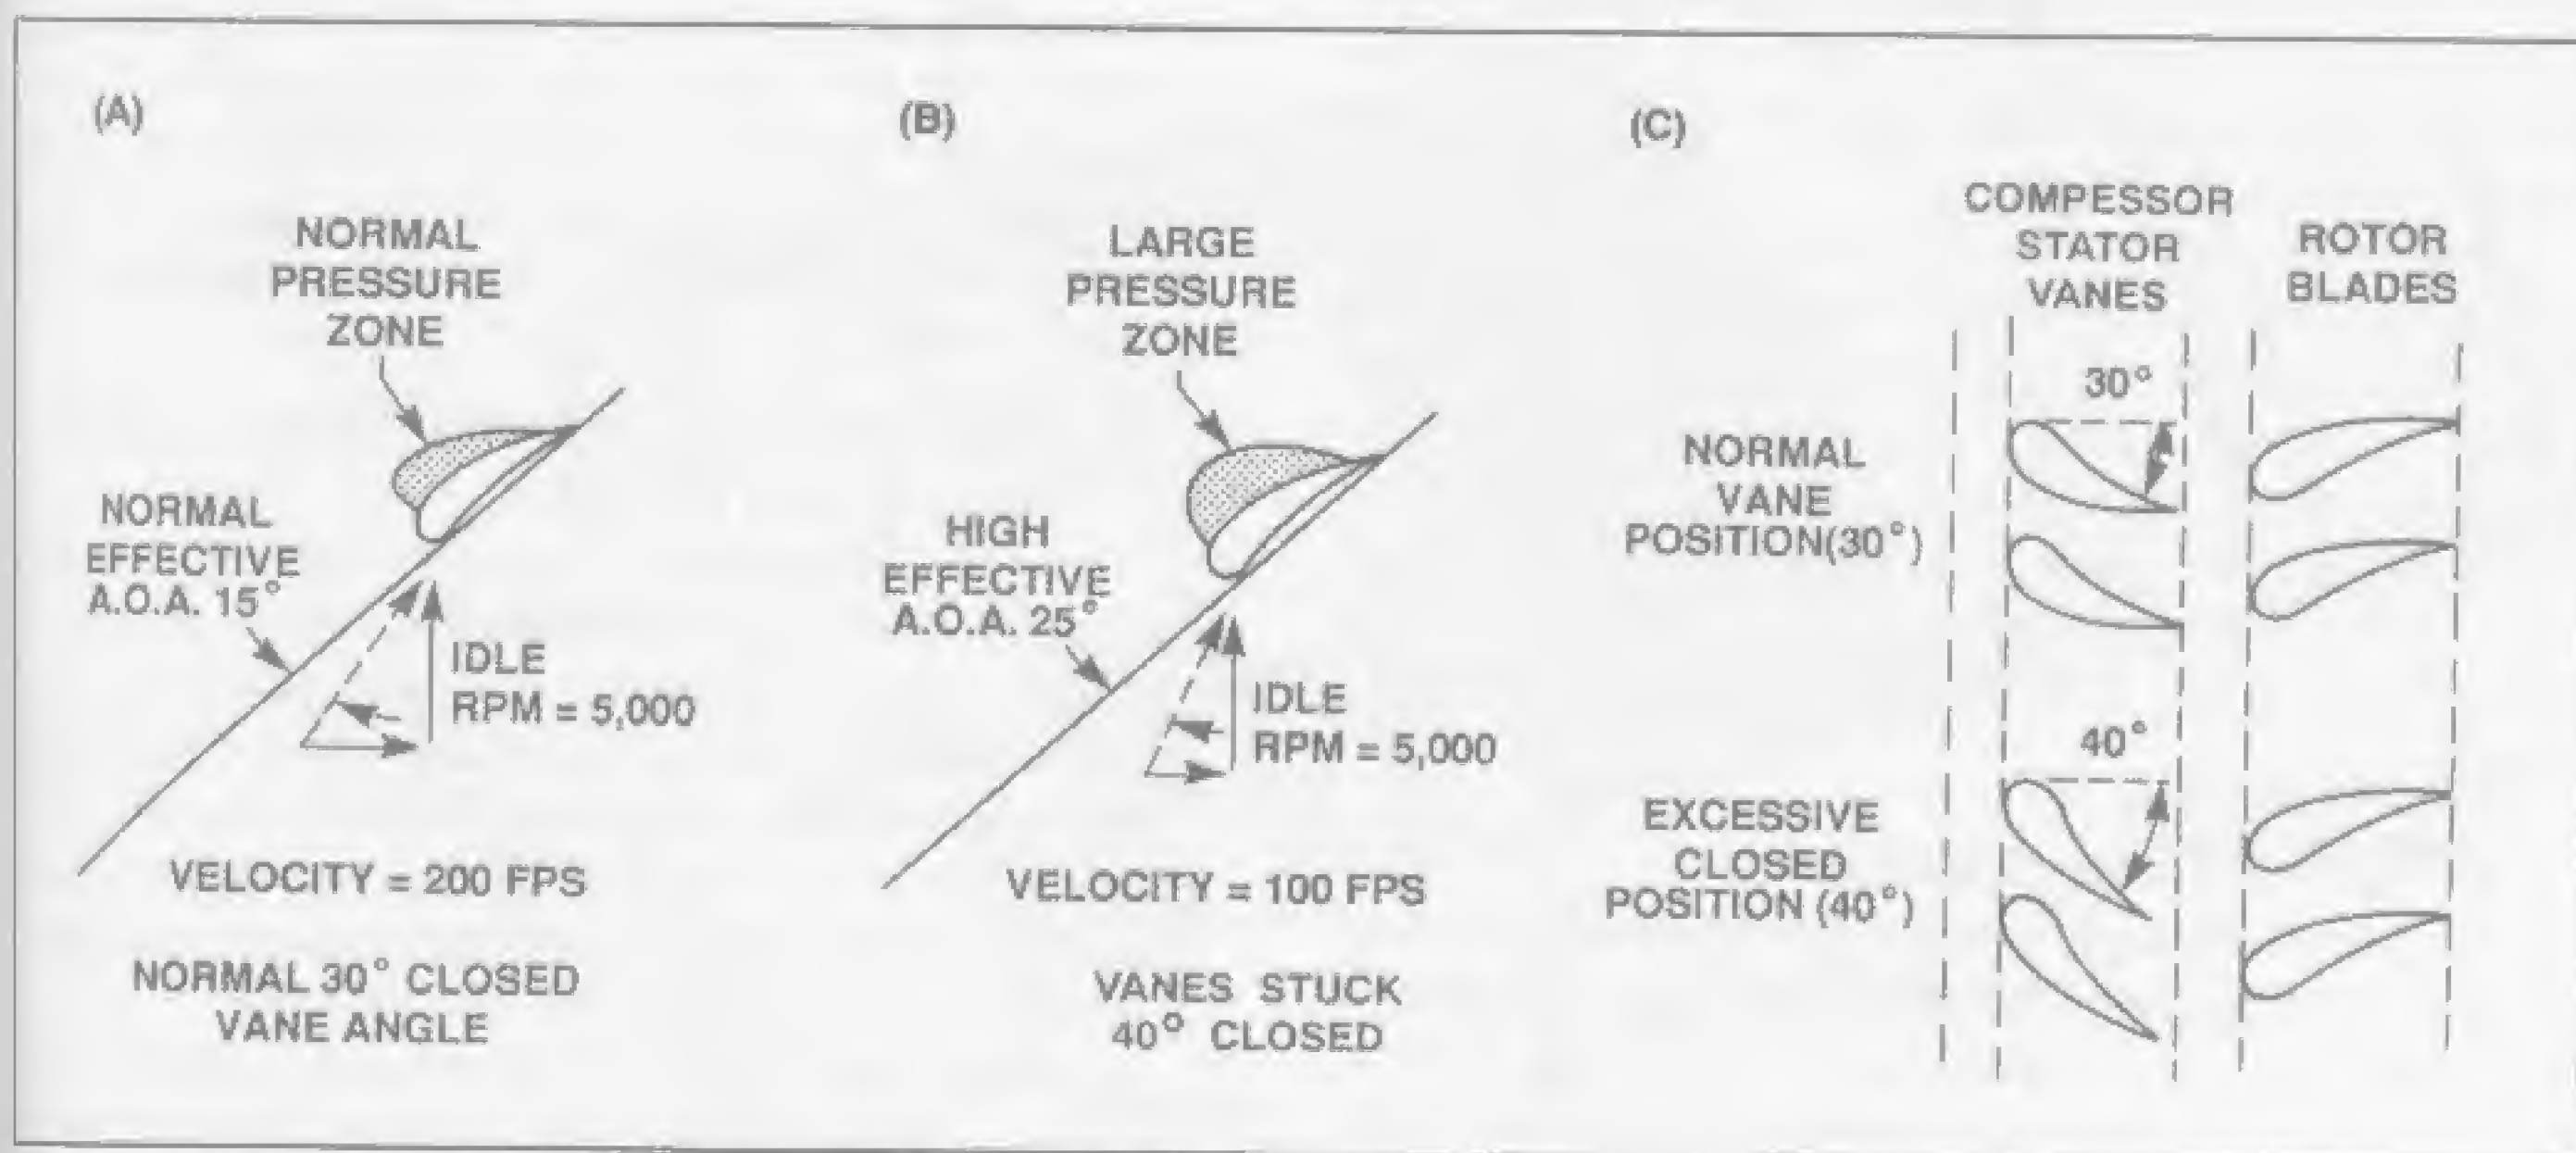 (A)
NORMAL
PRESSURE
ZONE
NORMAL
EFFECTIVE
A.O.A. 15°
IDLE
RPM = 5,000
VELOCITY = 200 FPS
NORMAL 30° CLOSED
VANE ANGLE
(B)
LARGE
PRESSURE
ZONE
HIGH
EFFECTIVE
A.O.A. 25°
IDLE
RPM = 5,000
VELOCITY = 100 FPS
VANES STUCK
40° CLOSED
(C)
COMPESSOR
STATOR
VANES
ROTOR
BLADES
30°
NORMAL
VANE
POSITION(30°)
40°
EXCESSIVE
CLOSED
POSITION (40°)